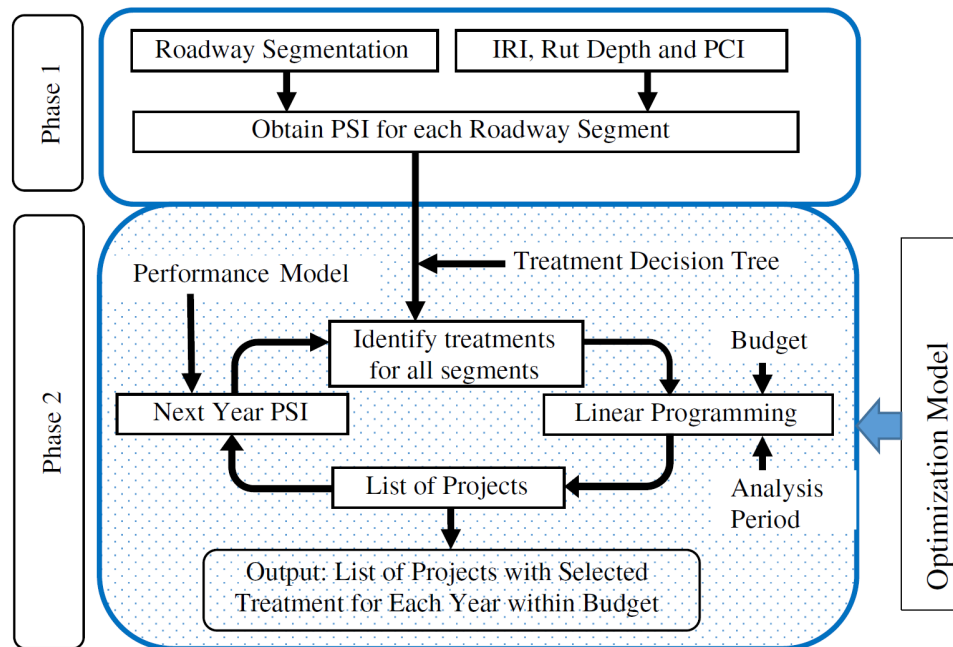 Phase 1
Roadway Segmentation
IRI, Rut Depth and PCI
Obtain PSI for each Roadway Segment
Phase 2
Performance Model
Treatment Decision Tree
Identify treatments
for all segments
Budget
Next Year PSI
Linear Programming
List of Projects
Analysis
Period
Output: List of Projects with Selected
Treatment for Each Year within Budget
Optimization Model